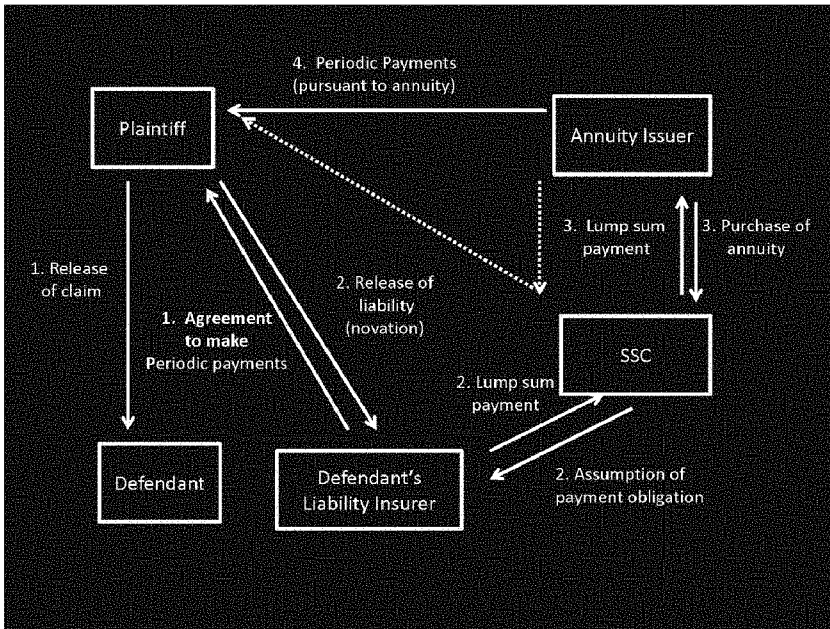 4. Periodic Payments
(pursuant to annuity)
Plaintiff
Annuity Issuer
3. Lump sum
payment
3. Purchase of
annuity
1. Release
of claim
2. Release of
liability
(novation)
1. Agreement
to make
Periodic payments
SSC
2. Lump sum
payment
Defendant
Defendant's
Liability Insurer
2. Assumption of
payment obligation